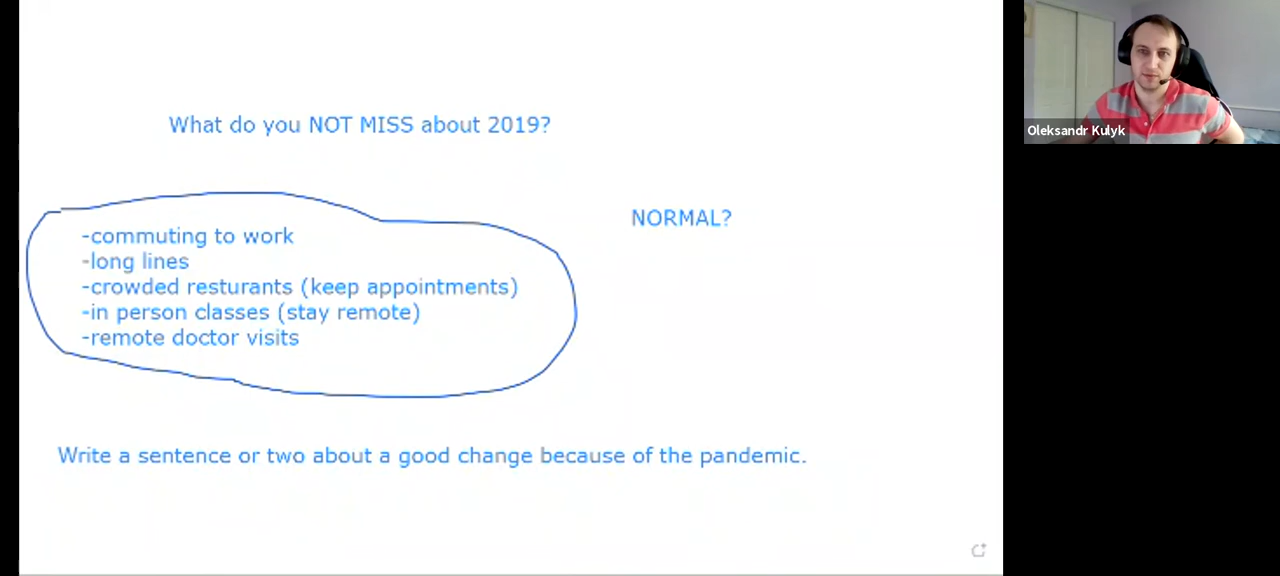 What do you NOT MISS about 2019?
NORMAL?
-commuting to work
-long lines
-crowded resturants (keep appointments)
-in person classes (stay remote)
-remote doctor visits
Write a sentence or two about a good change because of the pandemic.
Oleksandr Kulyk